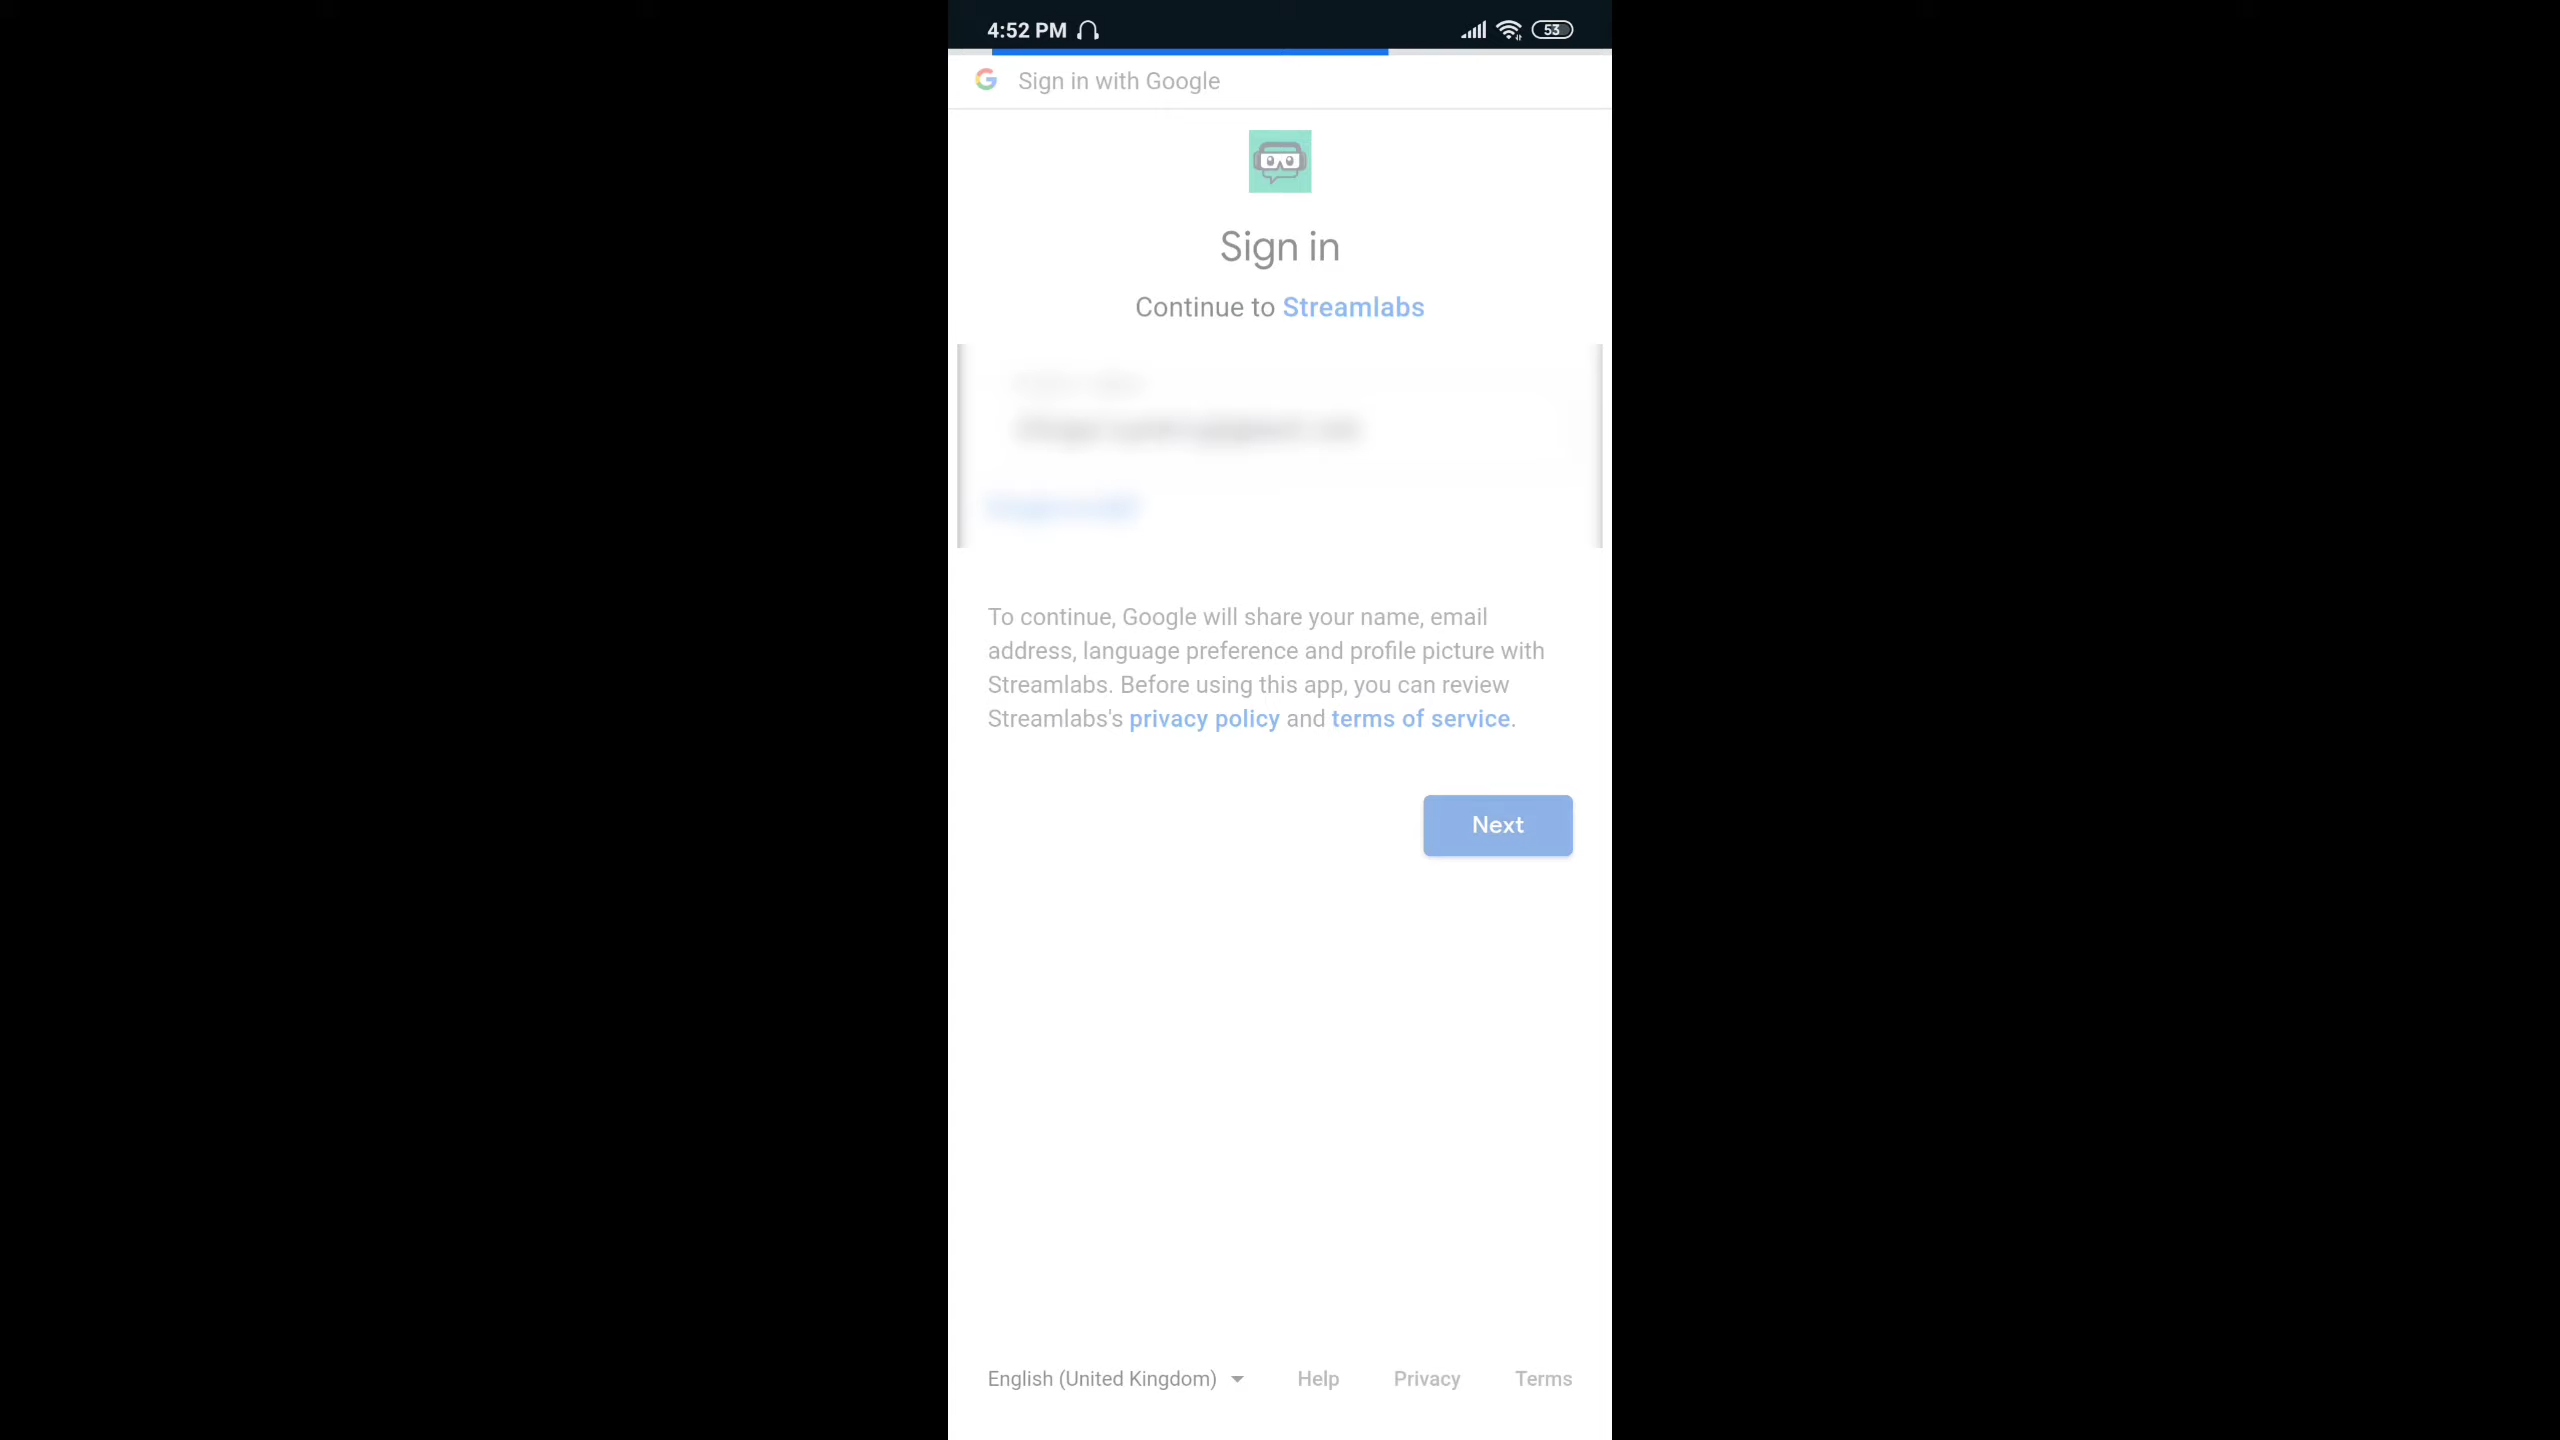 4:52 PM
53
Sign in with Google
Sign in
Continue to Streamlabs
To continue, Google will share your name, email
address, language preference and profile picture with
Streamlabs. Before using this app, you can review
Streamlabs's privacy policy and terms of service.
Next
English (United Kingdom) Help Privacy Terms